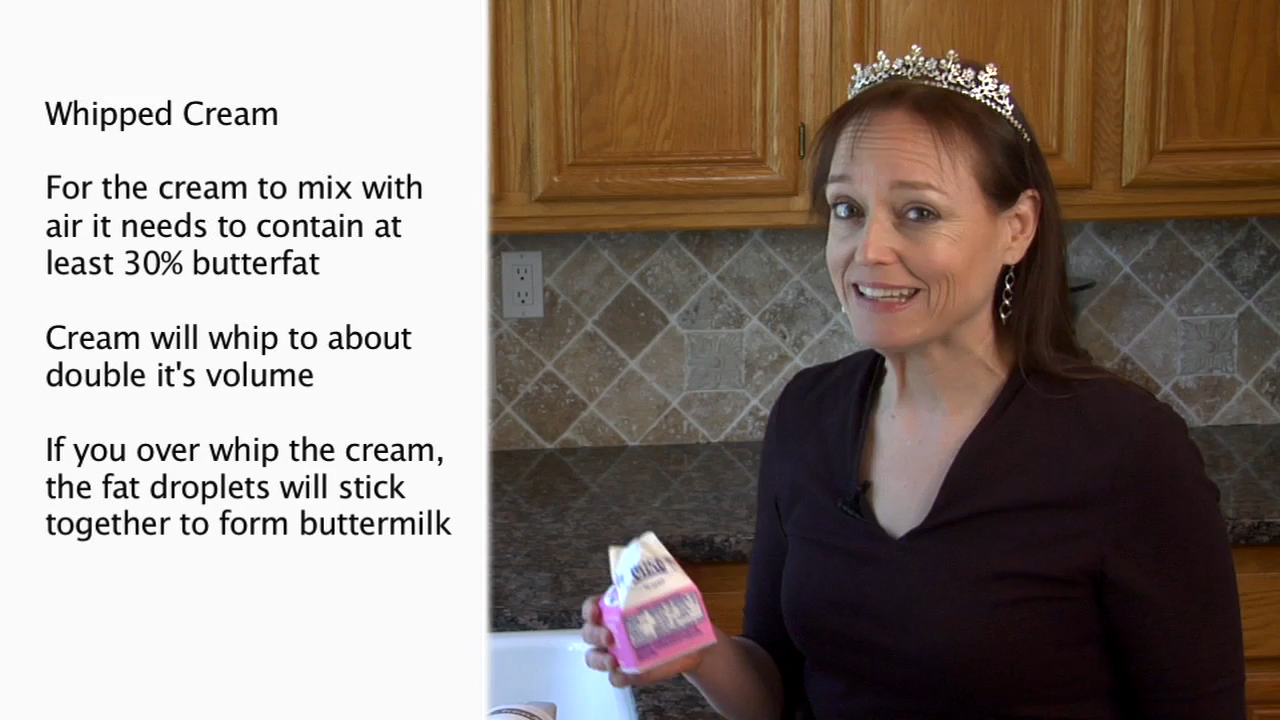 Whipped Cream
For the cream to mix with
air it needs to contain at
least 30% butterfat
Cream will whip to about
double it's volume
If you over whip the cream,
the fat droplets will stick
together to form buttermilk